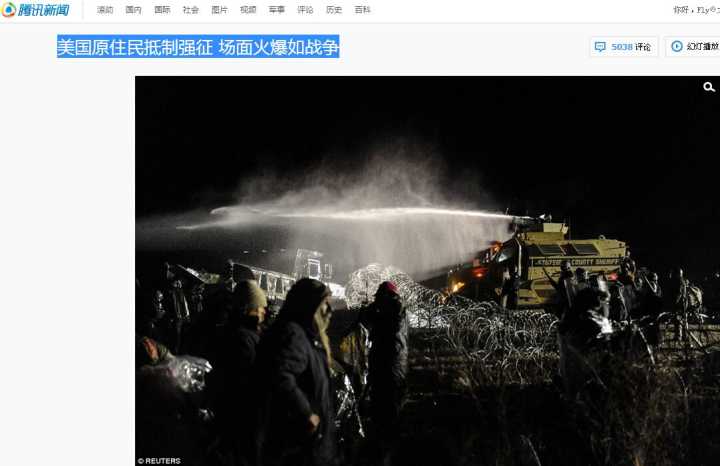 腾讯新闻 滚动 国内 国际 社会 图片 视频 军事 评论 历史 百科 你好，Fly
美国原住民抵制强征 场面火爆如战争 5038 评论 幻灯播放
COUNTY SHERIFF
© REUTERS